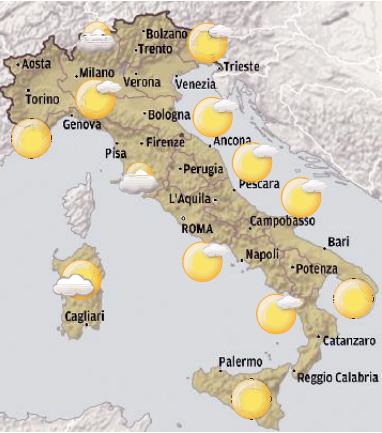 Bolzano
Trento
Aosta
Trieste
Milano
Verona
Venezia
Torino
Bologna
Genova
Firenze
Ancona
Pisa
Perugia
Pescara
L'Aquila
Campobasso
ROMA
Bari
Napoli
Potenza
Cagliari
Catanzaro
Palermo
Reggio Calabria